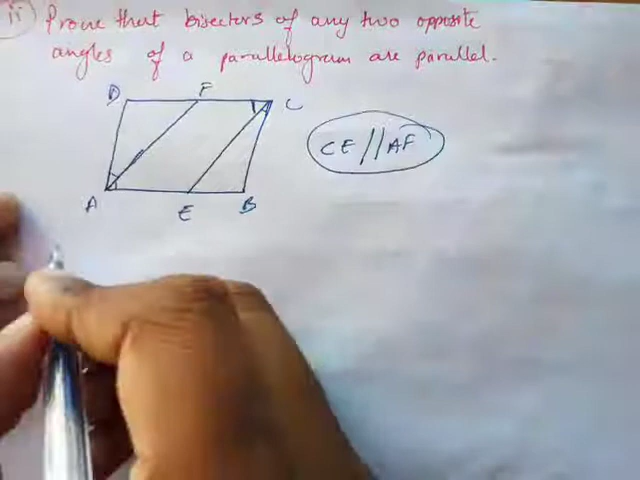 ii) Prove that bisectors of any two opposite
angles of a parallelogram are parallel.
D F C
CE // AF
A E B